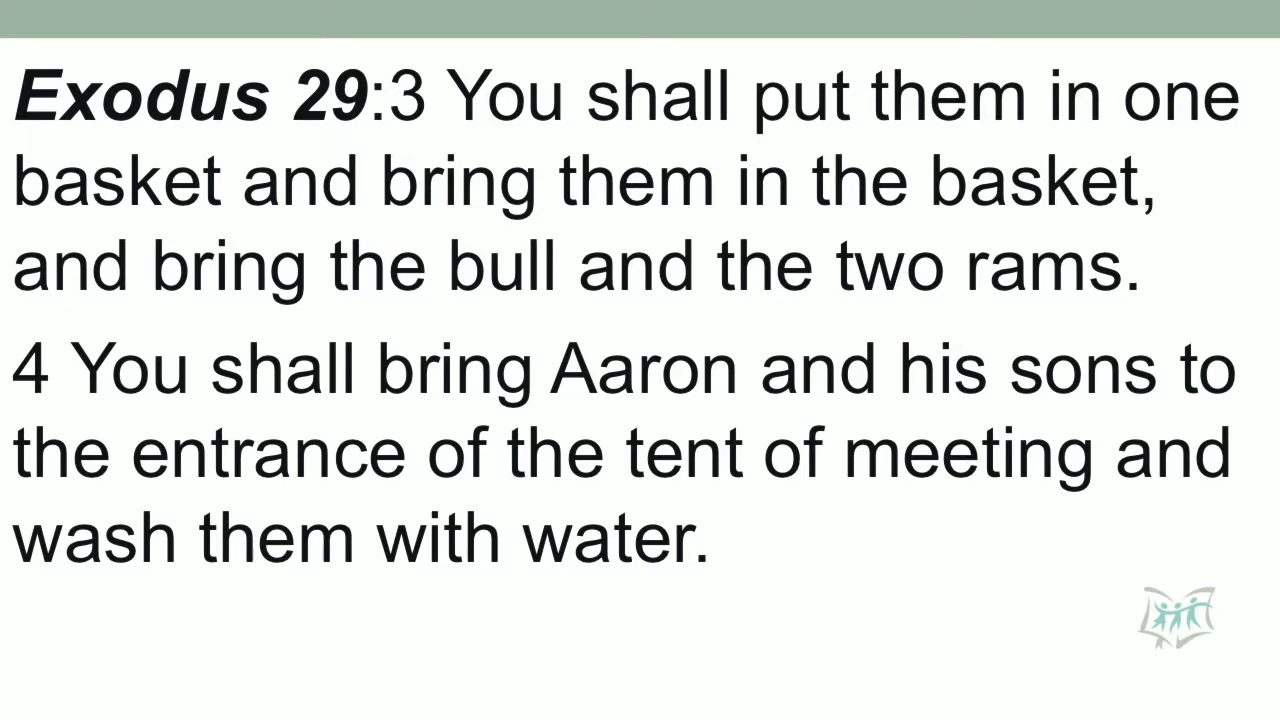 Exodus 29:3 You shall put them in one
basket and bring them in the basket,
and bring the bull and the two rams.
4 You shall bring Aaron and his sons to
the entrance of the tent of meeting and
wash them with water.